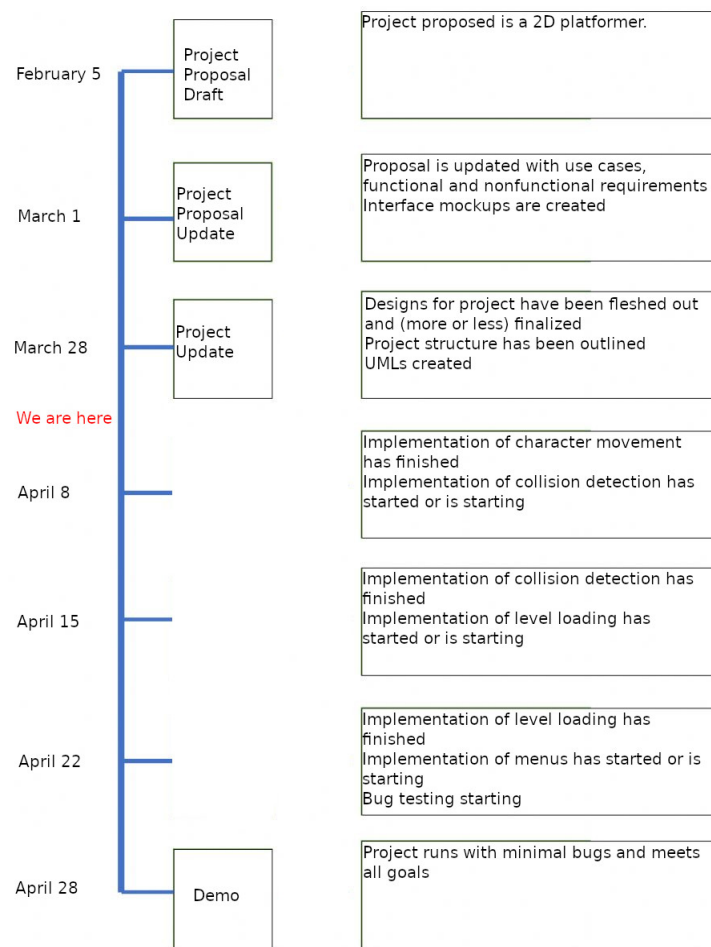 Project proposed is a 2D platformer.
February 5
Project
Proposal
Draft
Proposal is updated with use cases,
functional and nonfunctional requirements
Interface mockups are created
March 1
Project
Proposal
Update
Designs for project have been fleshed out
and (more or less) finalized
Project structure has been outlined
UMLs created
March 28
Project
Update
We are here
Implementation of character movement
has finished
Implementation of collision detection has
started or is starting
April 8
Implementation of collision detection has
finished
Implementation of level loading has
started or is starting
April 15
Implementation of level loading has
finished
Implementation of menus has started or is
starting
Bug testing starting
April 22
Project runs with minimal bugs and meets
all goals
April 28
Demo